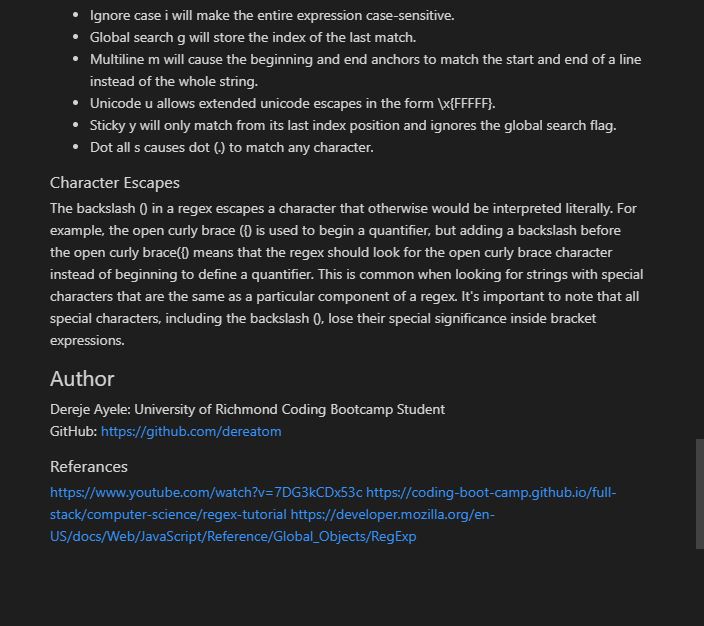 Ignore case i will make the entire expression case-sensitive.
Global search g will store the index of the last match.
Multiline m will cause the beginning and end anchors to match the start and end of a line
instead of the whole string.
Unicode u allows extended unicode escapes in the form \x{FFFFF}.
Sticky y will only match from its last index position and ignores the global search flag.
Dot all s causes dot (.) to match any character.
Character Escapes
The backslash () in a regex escapes a character that otherwise would be interpreted literally. For
example, the open curly brace ({) is used to begin a quantifier, but adding a backslash before
the open curly brace({) means that the regex should look for the open curly brace character
instead of beginning to define a quantifier. This is common when looking for strings with special
characters that are the same as a particular component of a regex. It's important to note that all
special characters, including the backslash (), lose their special significance inside bracket
expressions.
Author
Dereje Ayele: University of Richmond Coding Bootcamp Student
GitHub: https://github.com/dereatom
Referances
https://www.youtube.com/watch?v=7DG3kCDx53c https://coding-boot-camp.github.io/full-
stack/computer-science/regex-tutorial https://developer.mozilla.org/en-
US/docs/Web/JavaScript/Reference/Global_Objects/RegExp